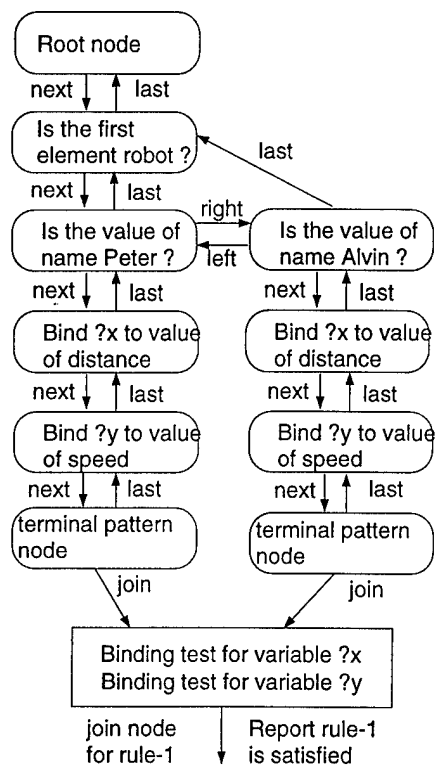 Root node
next last
Is the first
element robot ?
last
next last
right
Is the value of
name Peter ?
left
Is the value of
name Alvin ?
next last
next last
Bind ?x to value
of distance
Bind ?x to value
of distance
next last
next last
Bind ?y to value
of speed
Bind ?y to value
of speed
next last
next last
terminal pattern
node
terminal pattern
node
join
join
Binding test for variable ?x
Binding test for variable ?y
join node
for rule-1
Report rule-1
is satisfied